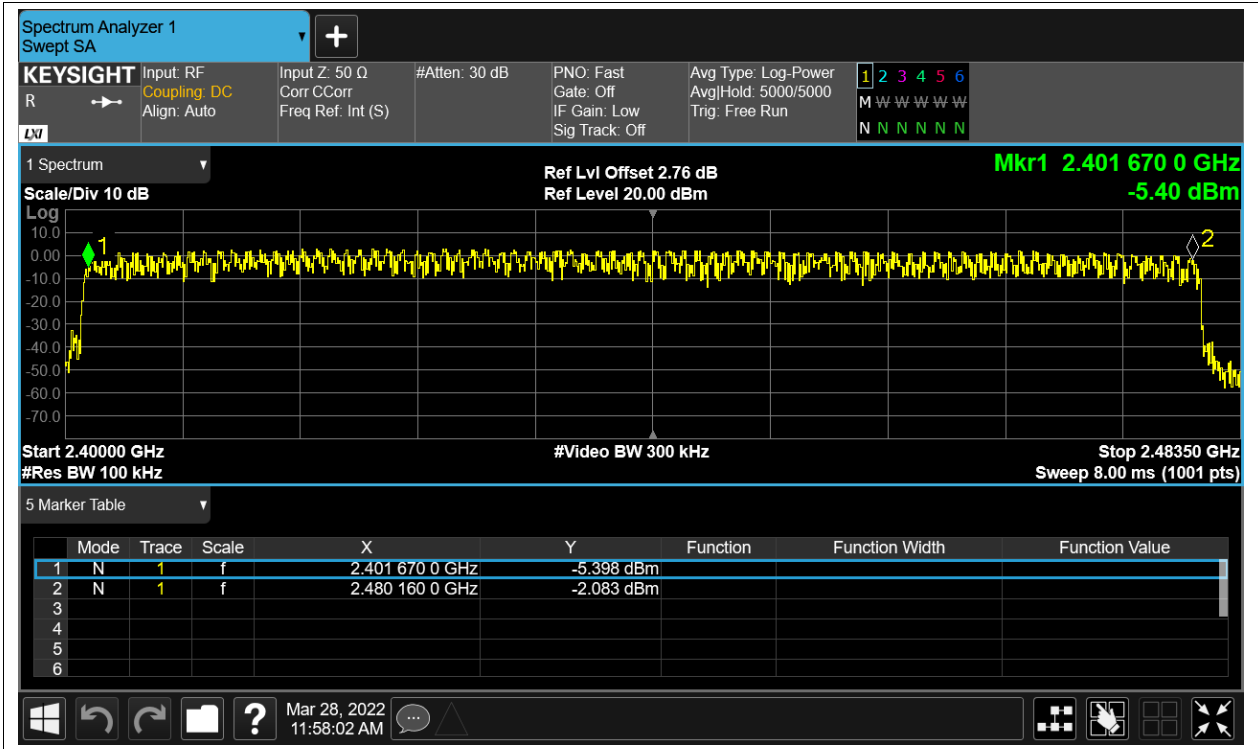 Spectrum Analyzer 1
Swept SA
KEYSIGHT Input: RF Input Z: 50 Ω #Atten: 30 dB PNO: Fast Avg Type: Log-Power 1 2 3 4 5 6
R Coupling: DC Corr CCorr Gate: Off Avg|Hold: 5000/5000 M W W W W W
Align: Auto Freq Ref: Int (S) IF Gain: Low Trig: Free Run
LXI Sig Track: Off N N N N N N
1 Spectrum Ref Lvl Offset 2.76 dB Mkr1 2.401 670 0 GHz
Scale/Div 10 dB Ref Level 20.00 dBm -5.40 dBm
Log
10.0
0.00 1 2
-10.0
-20.0
-30.0
-40.0
-50.0
-60.0
-70.0
Start 2.40000 GHz #Video BW 300 kHz Stop 2.48350 GHz
#Res BW 100 kHz Sweep 8.00 ms (1001 pts)
5 Marker Table
Mode Trace Scale X Y Function Function Width Function Value
1 N 1 f 2.401 670 0 GHz -5.398 dBm
2 N 1 f 2.480 160 0 GHz -2.083 dBm
3
4
5
6
? Mar 28, 2022
11:58:02 AM